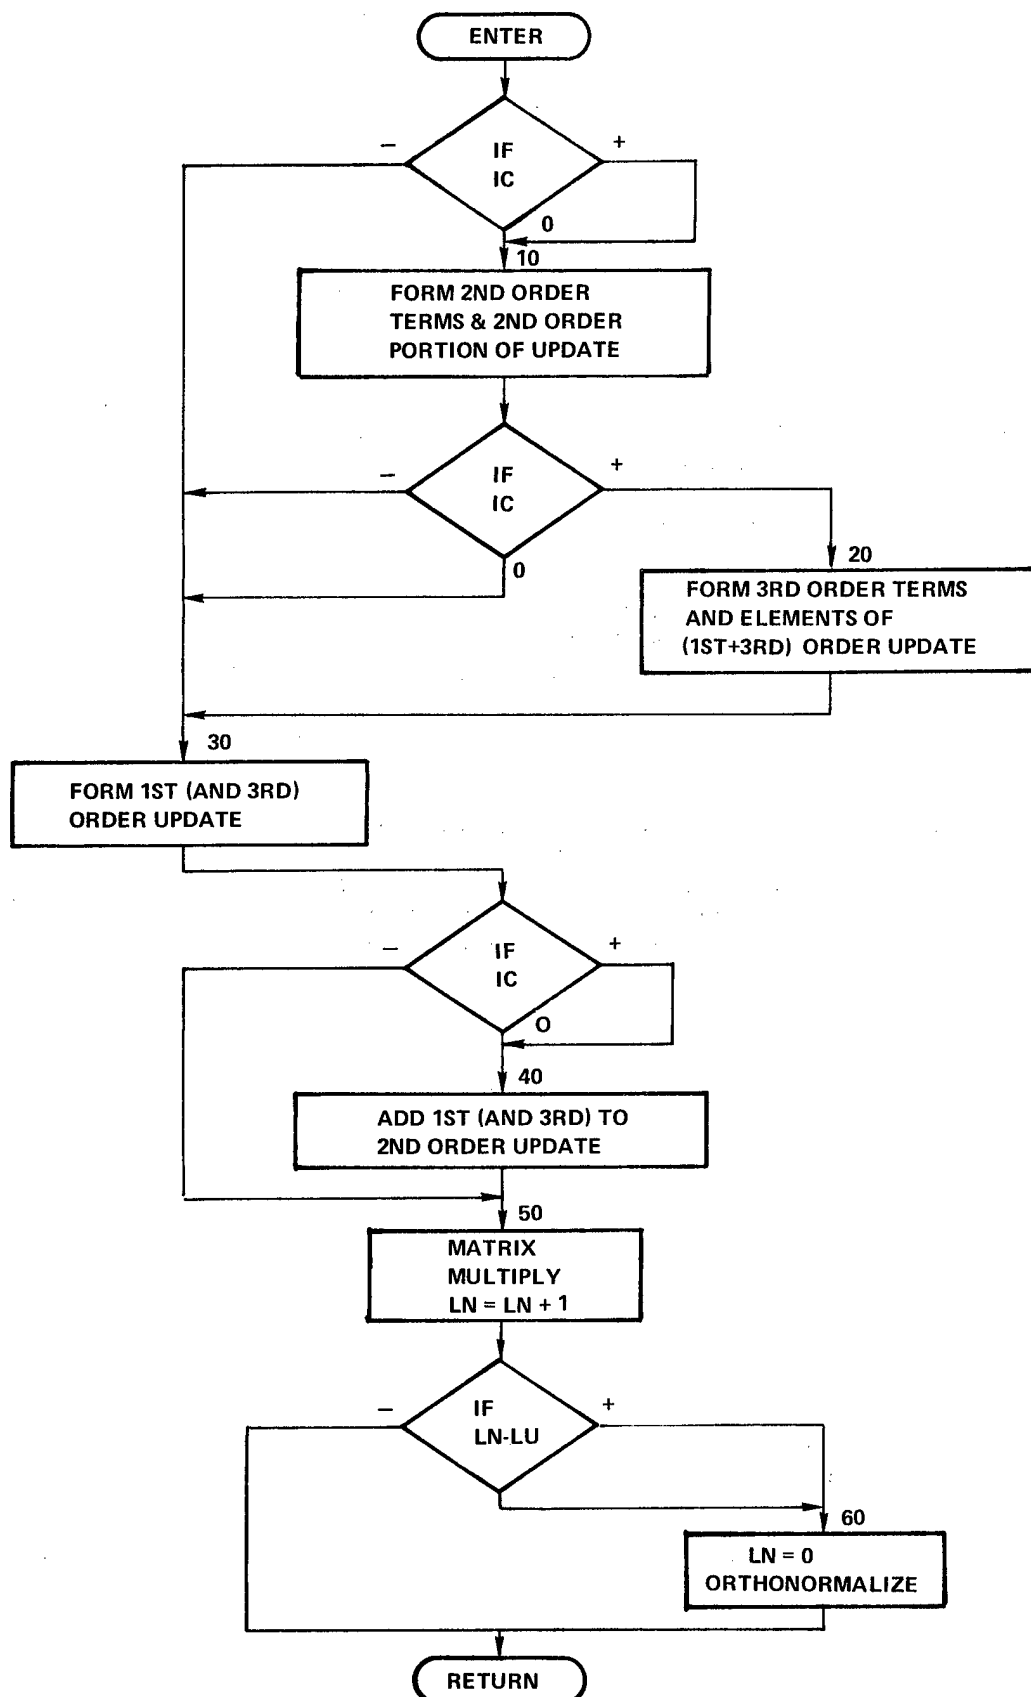 ENTER
–
IF
IC
+
0
10
FORM 2ND ORDER
TERMS & 2ND ORDER
PORTION OF UPDATE
–
IF
IC
+
0
20
FORM 3RD ORDER TERMS
AND ELEMENTS OF
(1ST+3RD) ORDER UPDATE
30
FORM 1ST (AND 3RD)
ORDER UPDATE
–
IF
IC
+
O
40
ADD 1ST (AND 3RD) TO
2ND ORDER UPDATE
50
MATRIX
MULTIPLY
LN = LN + 1
–
IF
LN-LU
+
60
LN = 0
ORTHONORMALIZE
RETURN